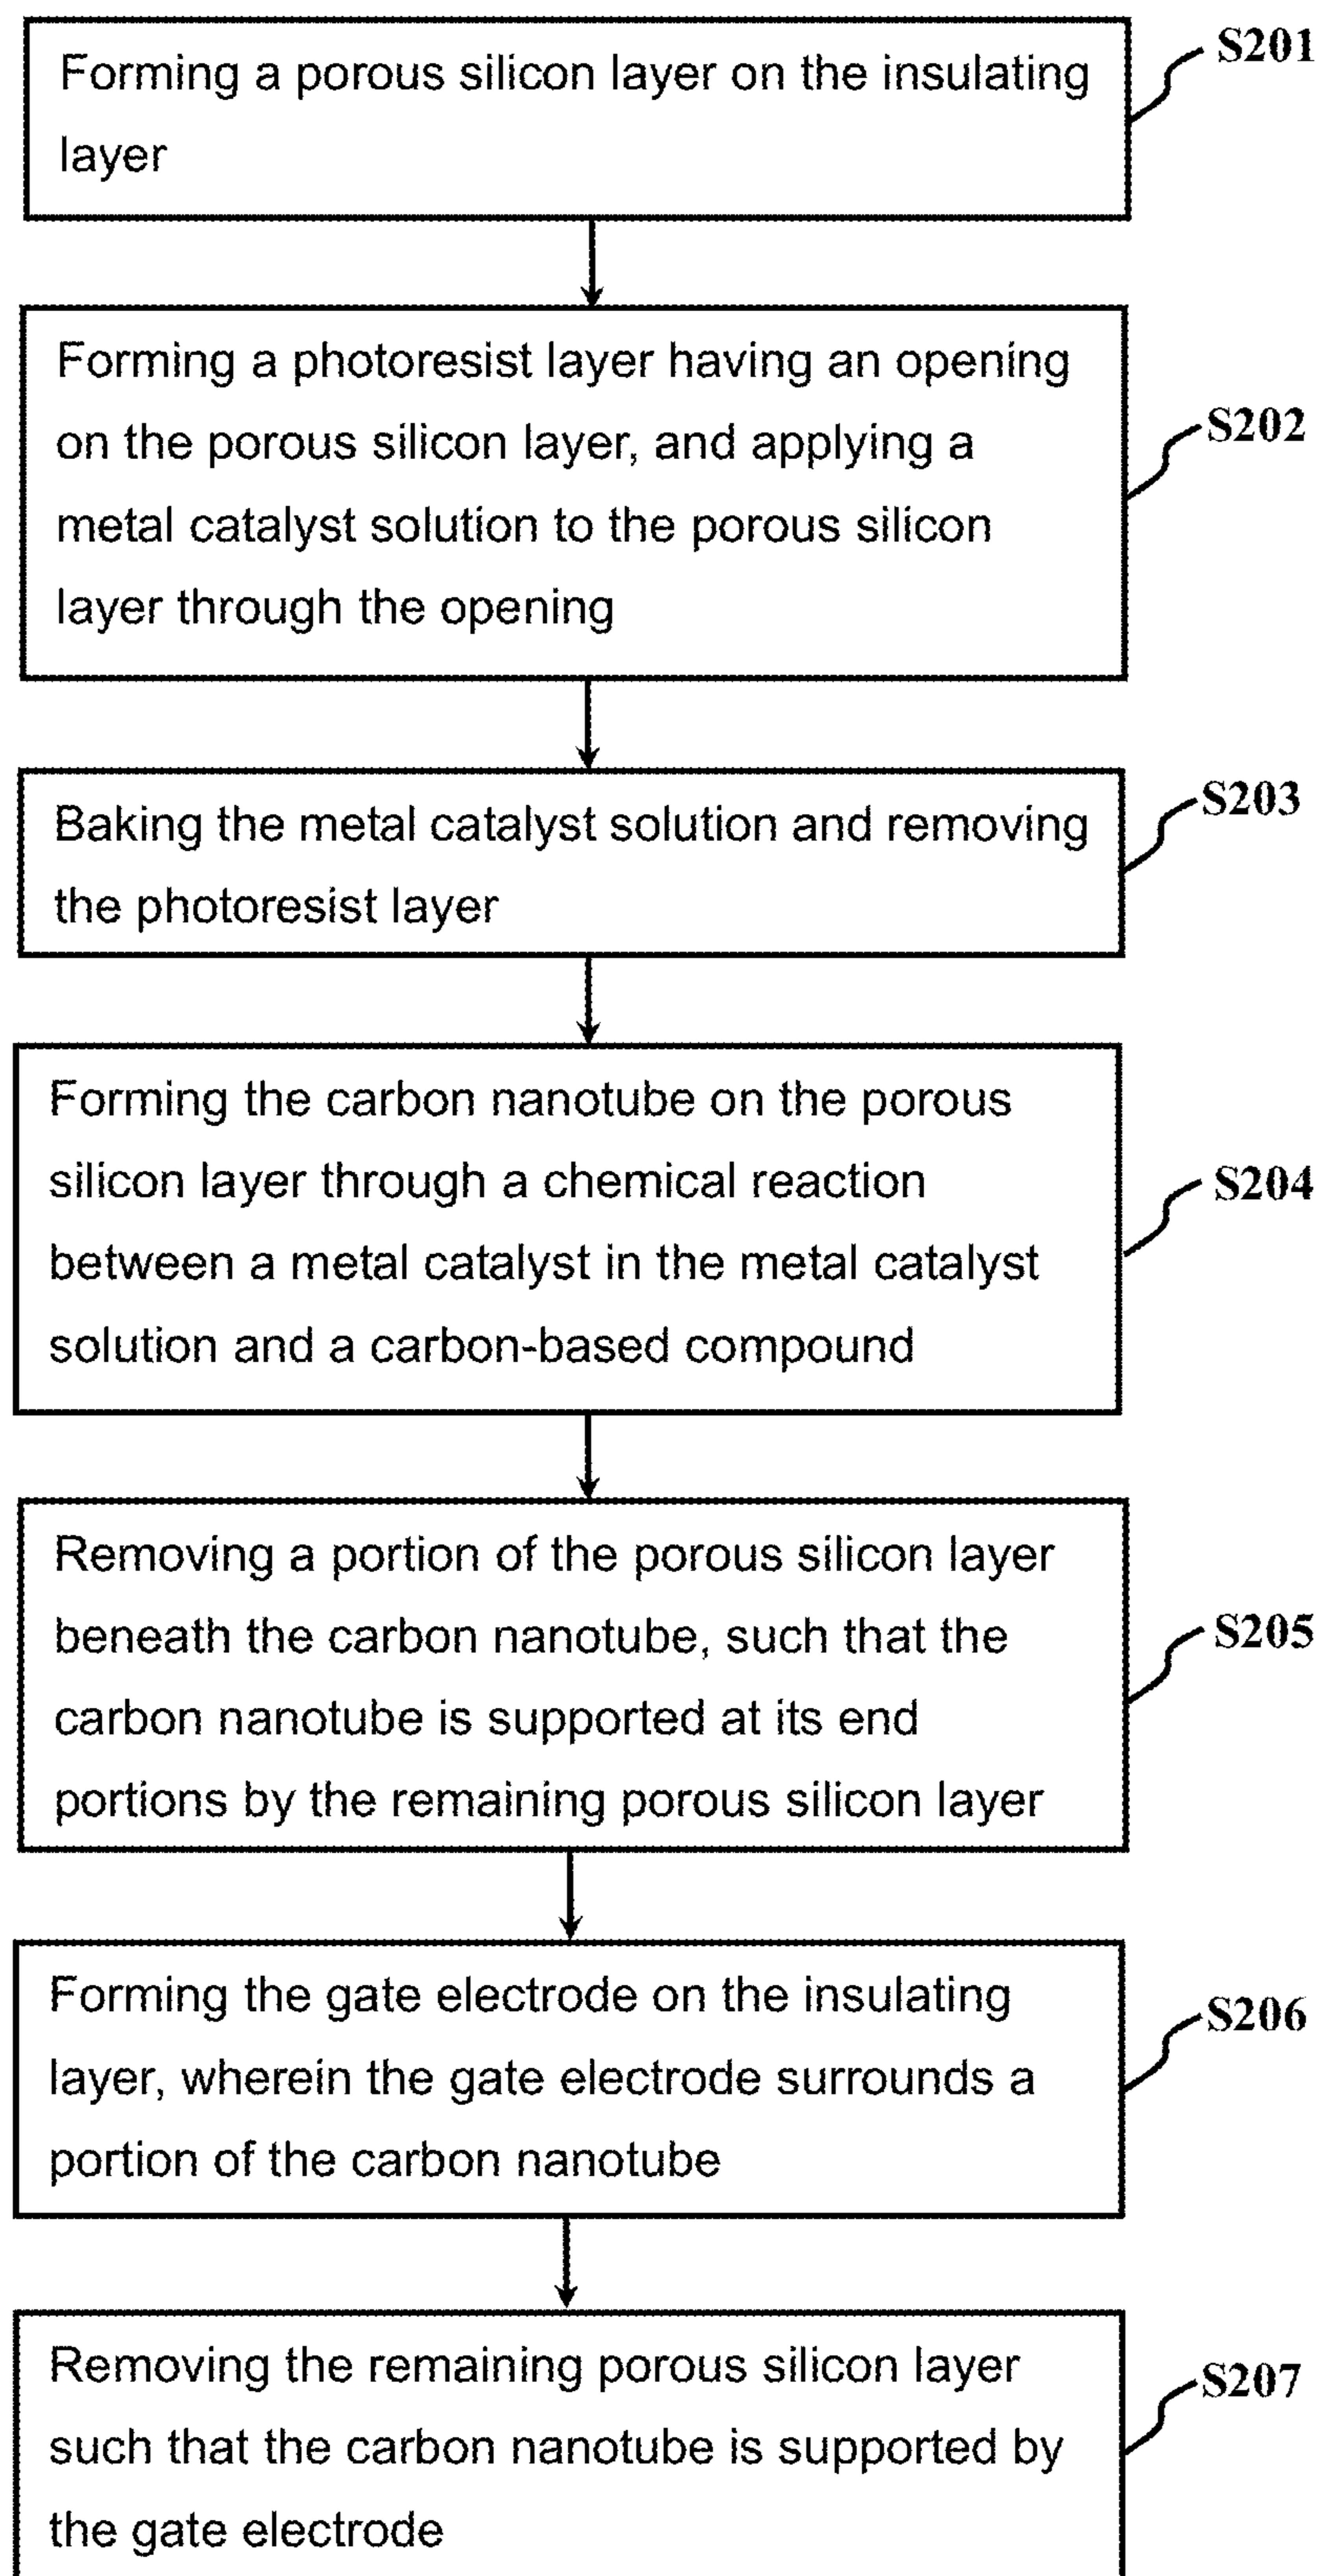 Forming a porous silicon layer on the insulating
layer
S201
Forming a photoresist layer having an opening
on the porous silicon layer, and applying a
metal catalyst solution to the porous silicon
layer through the opening
S202
Baking the metal catalyst solution and removing
the photoresist layer
S203
Forming the carbon nanotube on the porous
silicon layer through a chemical reaction
between a metal catalyst in the metal catalyst
solution and a carbon-based compound
S204
Removing a portion of the porous silicon layer
beneath the carbon nanotube, such that the
carbon nanotube is supported at its end
portions by the remaining porous silicon layer
S205
Forming the gate electrode on the insulating
layer, wherein the gate electrode surrounds a
portion of the carbon nanotube
S206
Removing the remaining porous silicon layer
such that the carbon nanotube is supported by
the gate electrode
S207